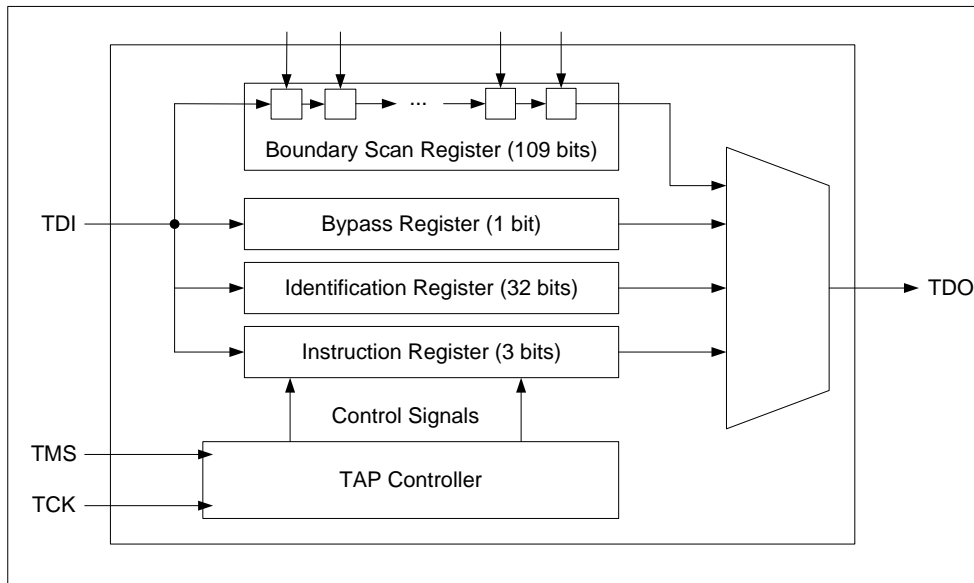 ...
Boundary Scan Register (109 bits)
TDI
Bypass Register (1 bit)
Identification Register (32 bits)
TDO
Instruction Register (3 bits)
Control Signals
TMS
TAP Controller
TCK